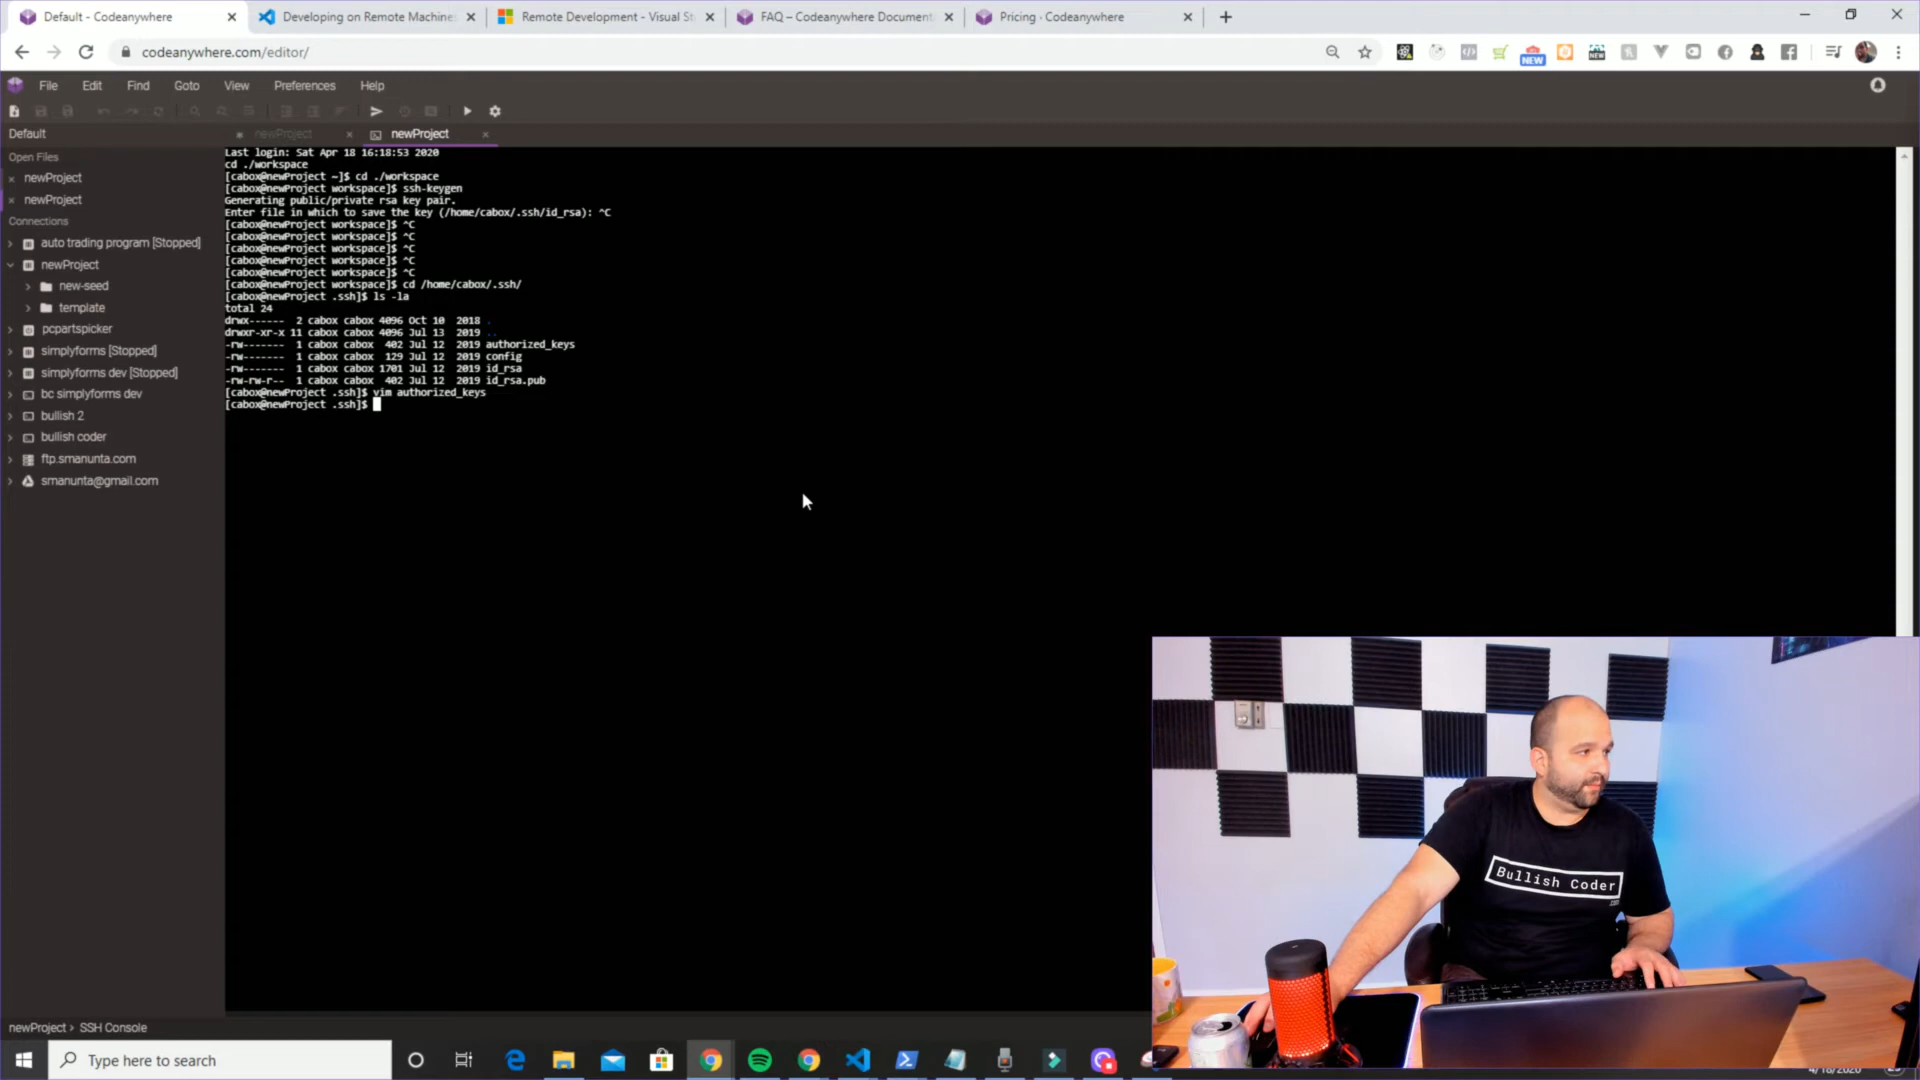 Default - Codeanywhere
Developing on Remote Machines
Remote Development - Visual St
FAQ – Codeanywhere Document
Pricing · Codeanywhere
codeanywhere.com/editor/
NEW
NEW
File Edit Find Goto View Preferences Help
Default
newProject
newProject
Open Files
newProject
newProject
Connections
auto trading program [Stopped]
newProject
new-seed
template
pcpartspicker
simplyforms [Stopped]
simplyforms dev [Stopped]
bc simplyforms dev
bullish 2
bullish coder
ftp.smanunta.com
smanunta@gmail.com
Last login: Sat Apr 18 16:18:53 2020
cd ./workspace
[cabox@newProject ~]$ cd ./workspace
[cabox@newProject workspace]$ ssh-keygen
Generating public/private rsa key pair.
Enter file in which to save the key (/home/cabox/.ssh/id_rsa): ^C
[cabox@newProject workspace]$ ^C
[cabox@newProject workspace]$ ^C
[cabox@newProject workspace]$ ^C
[cabox@newProject workspace]$ ^C
[cabox@newProject workspace]$ ^C
[cabox@newProject workspace]$ cd /home/cabox/.ssh/
[cabox@newProject .ssh]$ ls -la
total 24
drwx------ 2 cabox cabox 4096 Oct 10 2018 .
drwxr-xr-x 11 cabox cabox 4096 Jul 13 2019 ..
-rw------- 1 cabox cabox 402 Jul 12 2019 authorized_keys
-rw------- 1 cabox cabox 129 Jul 12 2019 config
-rw------- 1 cabox cabox 1701 Jul 12 2019 id_rsa
-rw-rw-r-- 1 cabox cabox 402 Jul 12 2019 id_rsa.pub
[cabox@newProject .ssh]$ vim authorized_keys
[cabox@newProject .ssh]$
Bullish Coder
newProject > SSH Console
Type here to search
4/18/2020